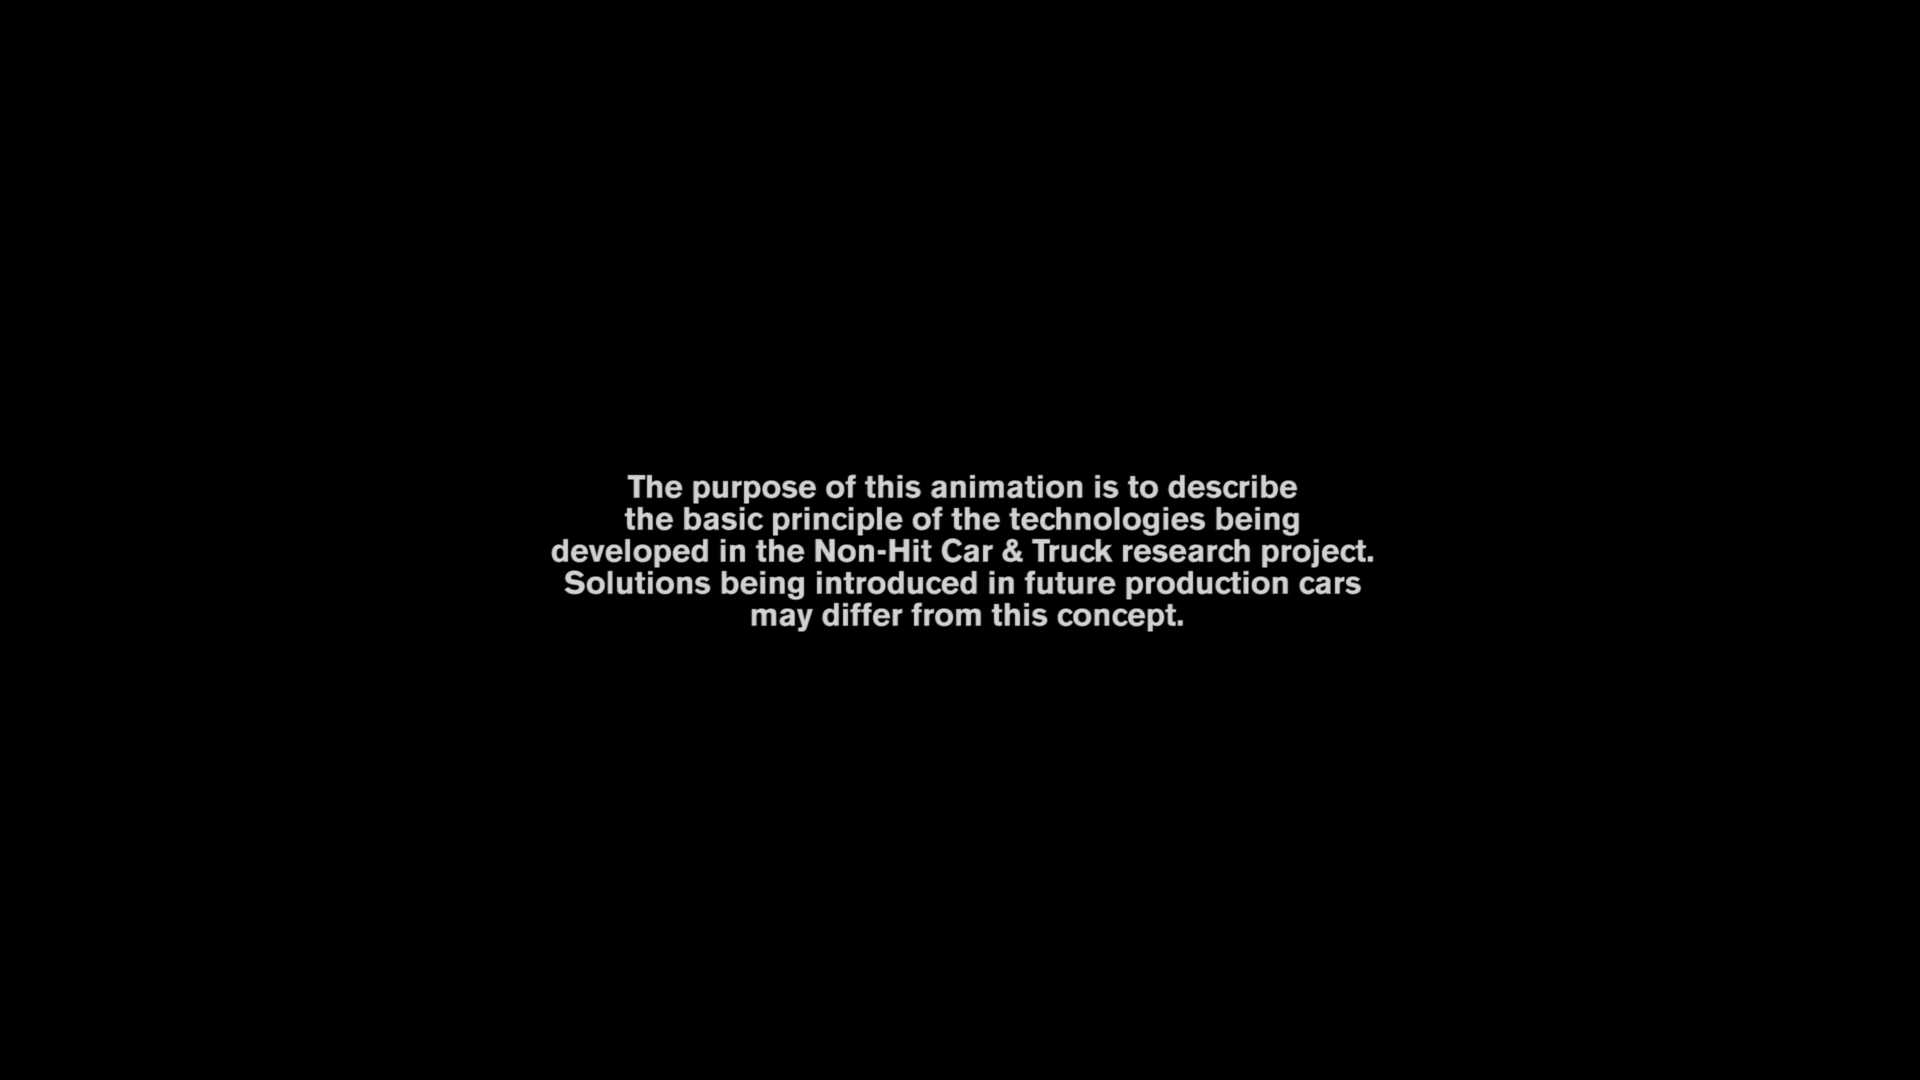 The purpose of this animation is to describe
the basic principle of the technologies being
developed in the Non-Hit Car & Truck research project.
Solutions being introduced in future production cars
may differ from this concept.